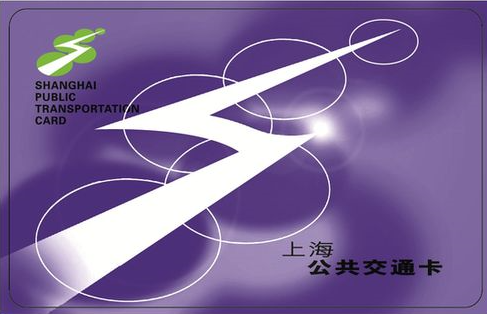 SHANGHAI
PUBLIC
TRANSPORTATION
CARD
上海
公共交通卡